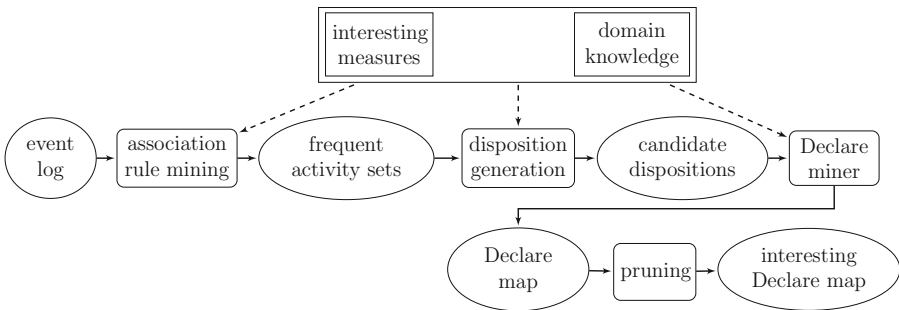 interesting
measures
domain
knowledge
event
log
association
rule mining
frequent
activity sets
disposition
generation
candidate
dispositions
Declare
miner
Declare
map
pruning
interesting
Declare map